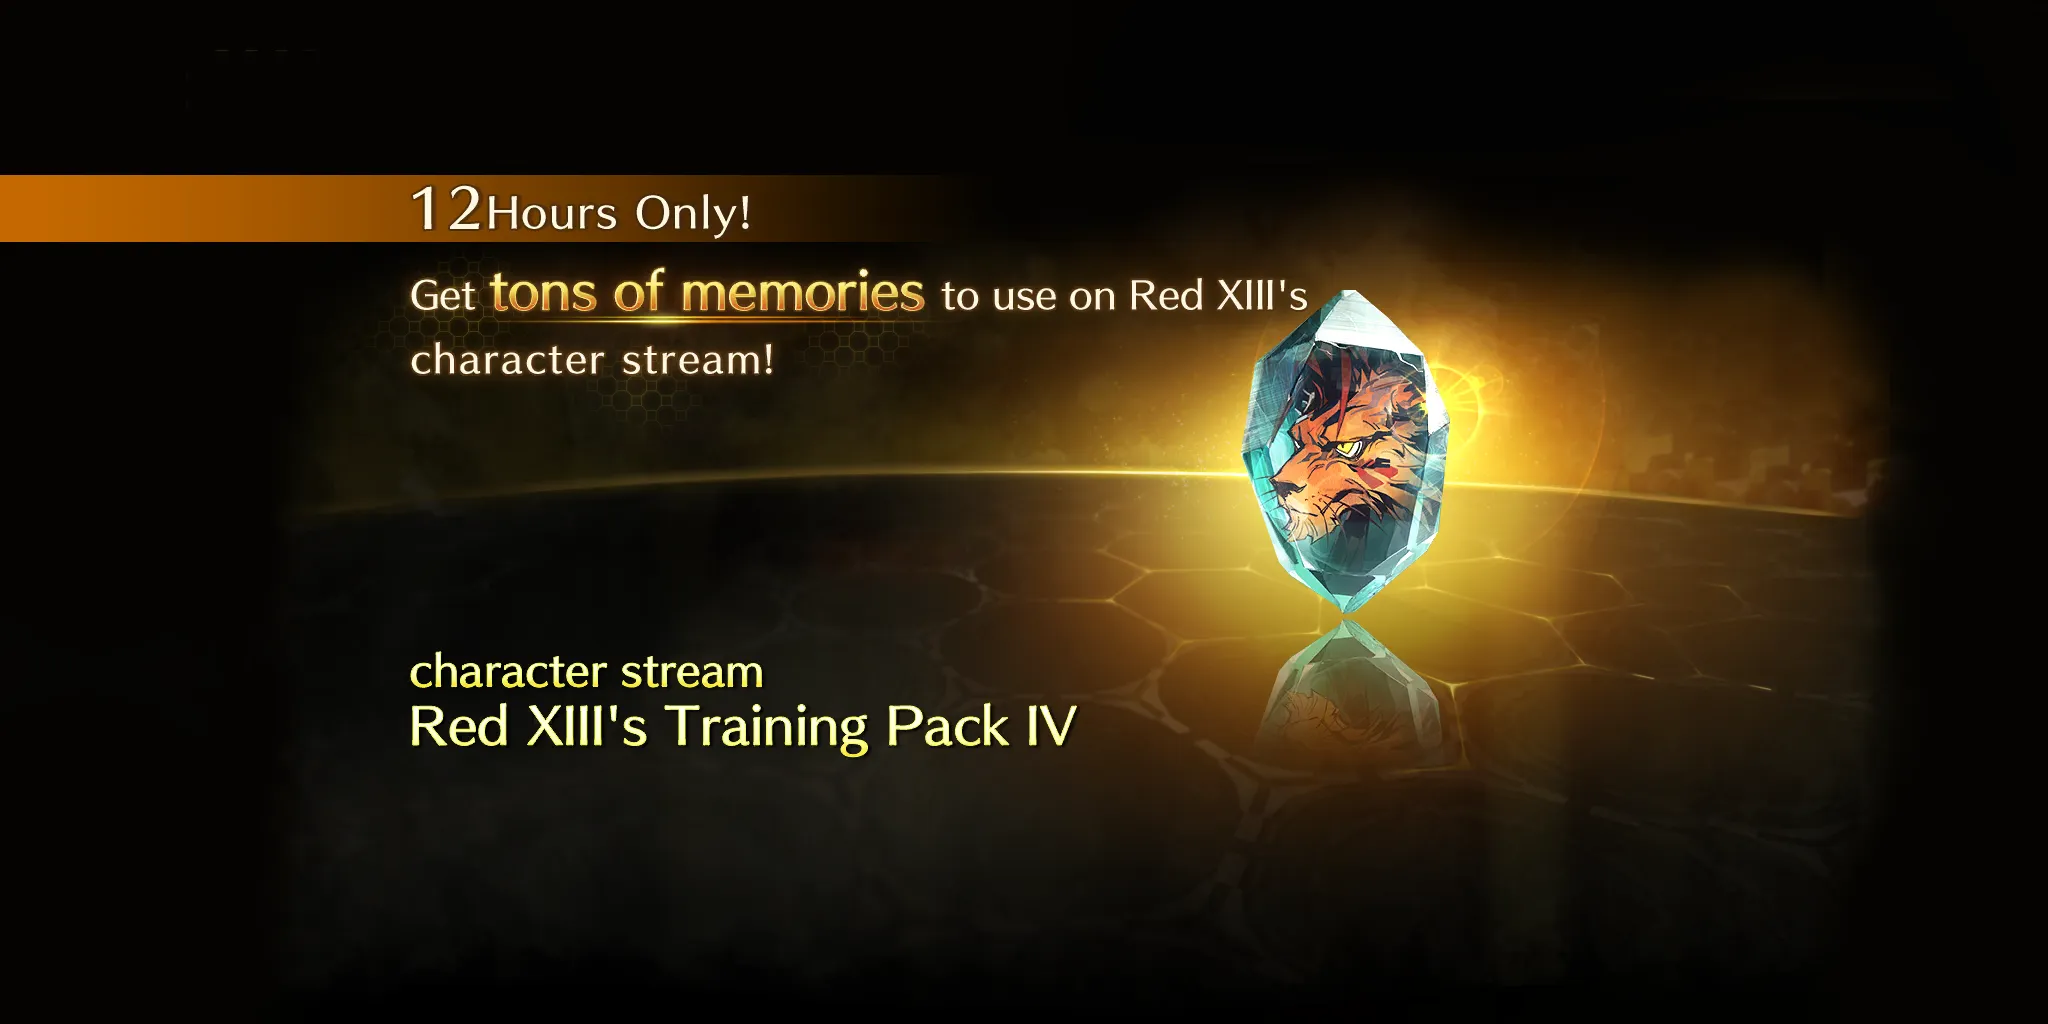 12Hours Only!
Get tons of memories to use on Red XIII's
character stream!
character stream
Red XIII's Training Pack IV